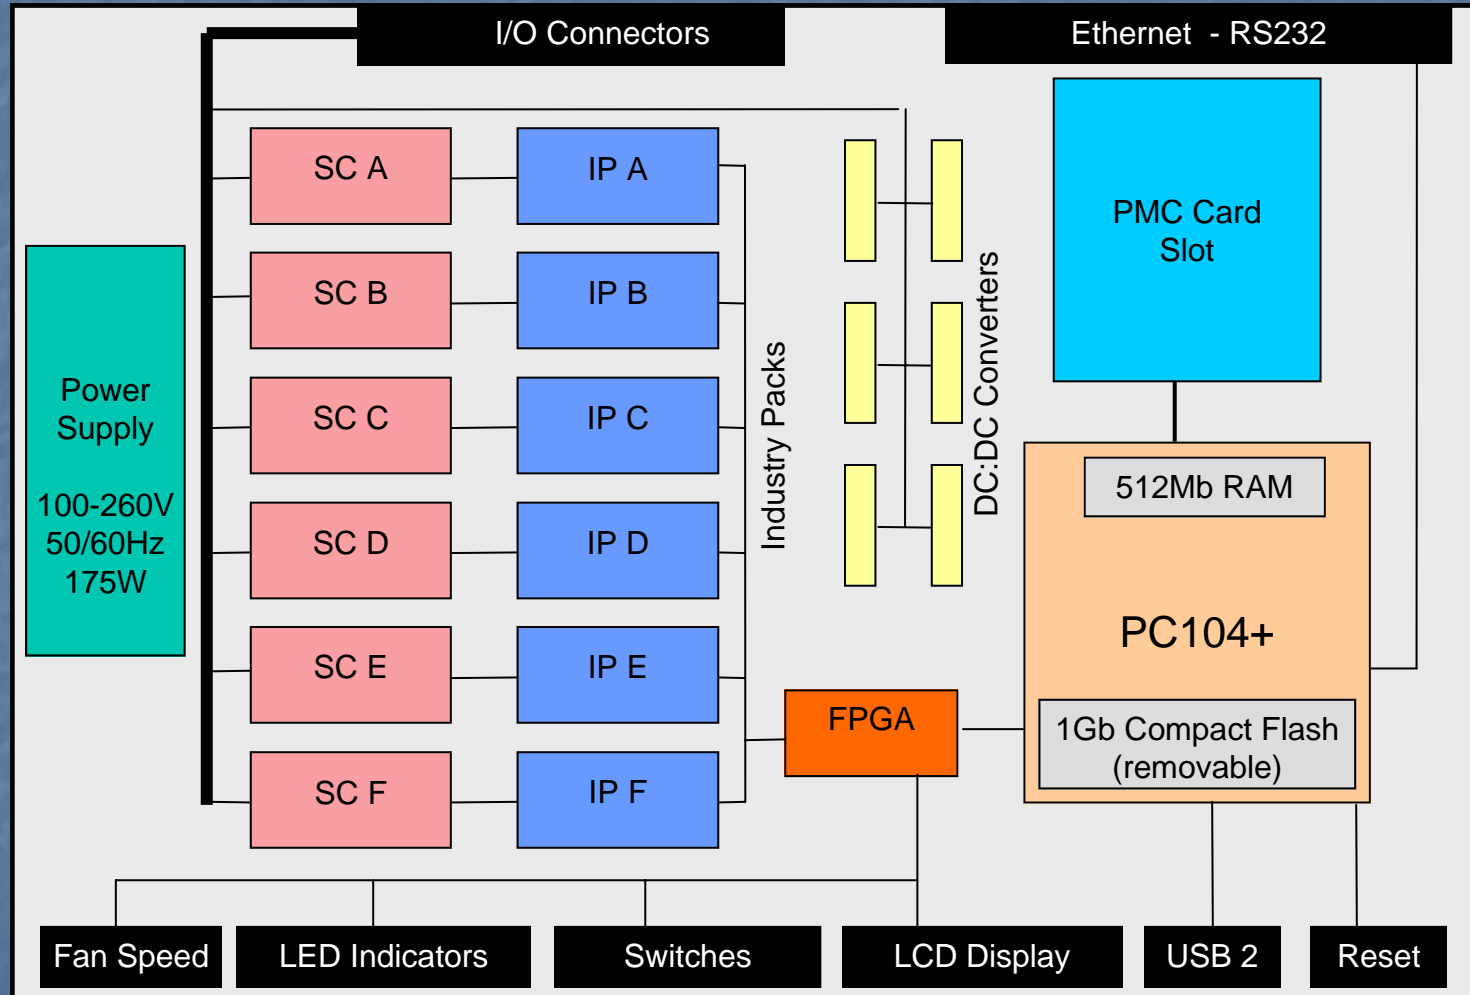 I/O Connectors
Ethernet - RS232
SC A
IP A
SC B
IP B
SC C
IP C
SC D
IP D
SC E
IP E
SC F
IP F
Power
Supply
100-260V
50/60Hz
175W
Industry Packs
DC:DC Converters
PMC Card
Slot
512Mb RAM
PC104+
1Gb Compact Flash
(removable)
FPGA
Fan Speed
LED Indicators
Switches
LCD Display
USB 2
Reset